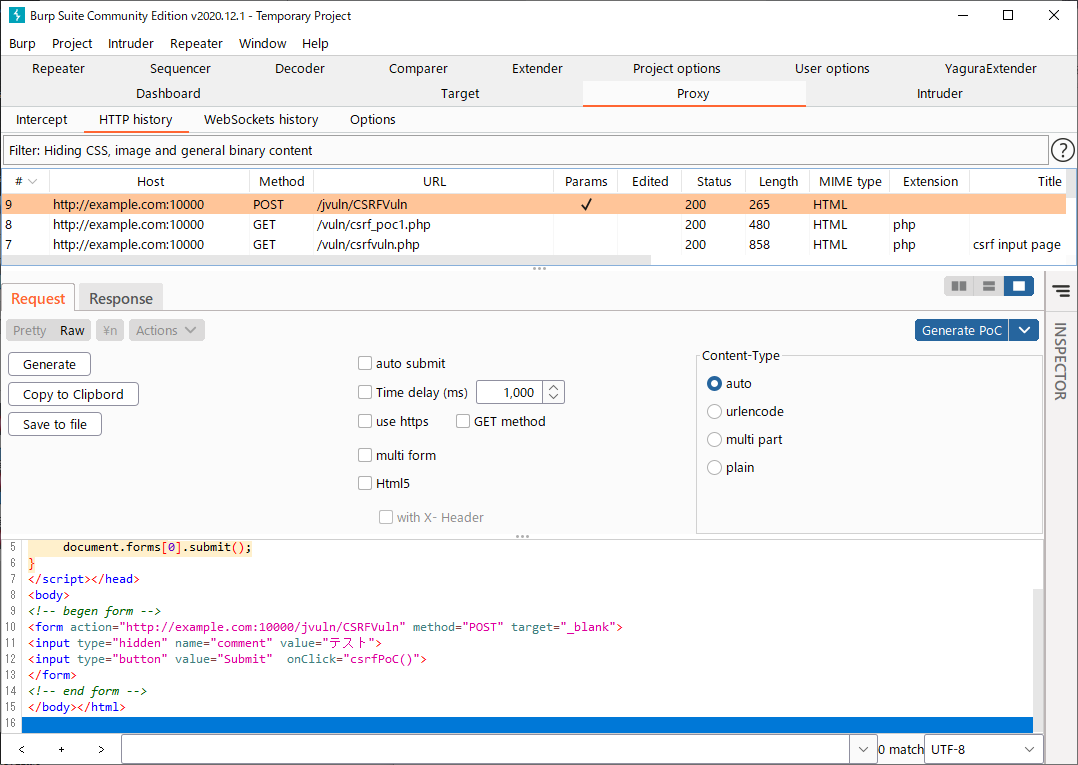 Burp Suite Community Edition v2020.12.1 - Temporary Project
Burp Project Intruder Repeater Window Help
Repeater Sequencer Decoder Comparer Extender Project options User options YaguraExtender
Dashboard Target Proxy Intruder
Intercept HTTP history WebSockets history Options
Filter: Hiding CSS, image and general binary content ?
# Host Method URL Params Edited Status Length MIME type Extension Title
9 http://example.com:10000 POST /jvuln/CSRFVuln ✓ 200 265 HTML
8 http://example.com:10000 GET /vuln/csrf_poc1.php 200 480 HTML php
7 http://example.com:10000 GET /vuln/csrfvuln.php 200 858 HTML php csrf input page
Request Response
Pretty Raw ¥n Actions Generate PoC
INSPECTOR
Generate
Copy to Clipbord
Save to file
auto submit
Time delay (ms) 1,000
use https GET method
multi form
Html5
with X- Header
Content-Type
auto
urlencode
multi part
plain
5 document.forms[0].submit();
6 }
7 </script></head>
8 <body>
9 <!-- begen form -->
10 <form action="http://example.com:10000/jvuln/CSRFVuln" method="POST" target="_blank">
11 <input type="hidden" name="comment" value="テスト">
12 <input type="button" value="Submit"  onClick="csrfPoC()">
13 </form>
14 <!-- end form -->
15 </body></html>
16
< + > 0 match UTF-8